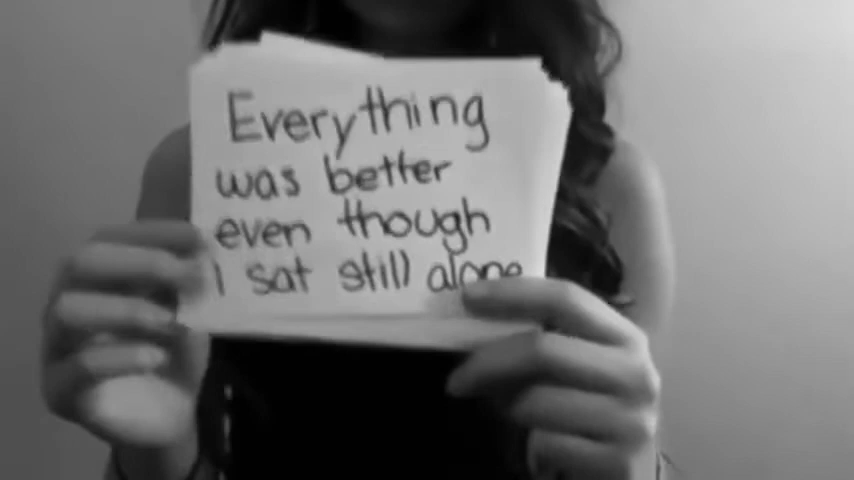 Everything
was better
even though
I sat still alone